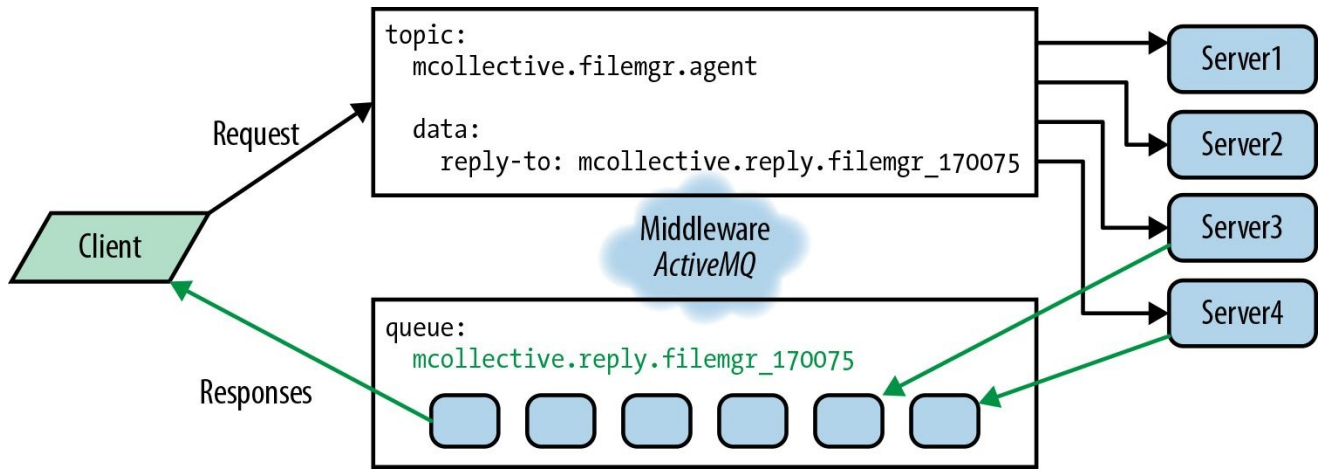 topic:
mcollective.filemgr.agent
data:
reply-to: mcollective.reply.filemgr_170075
Server1
Server2
Server3
Server4
Request
Client
Middleware
ActiveMQ
queue:
mcollective.reply.filemgr_170075
Responses